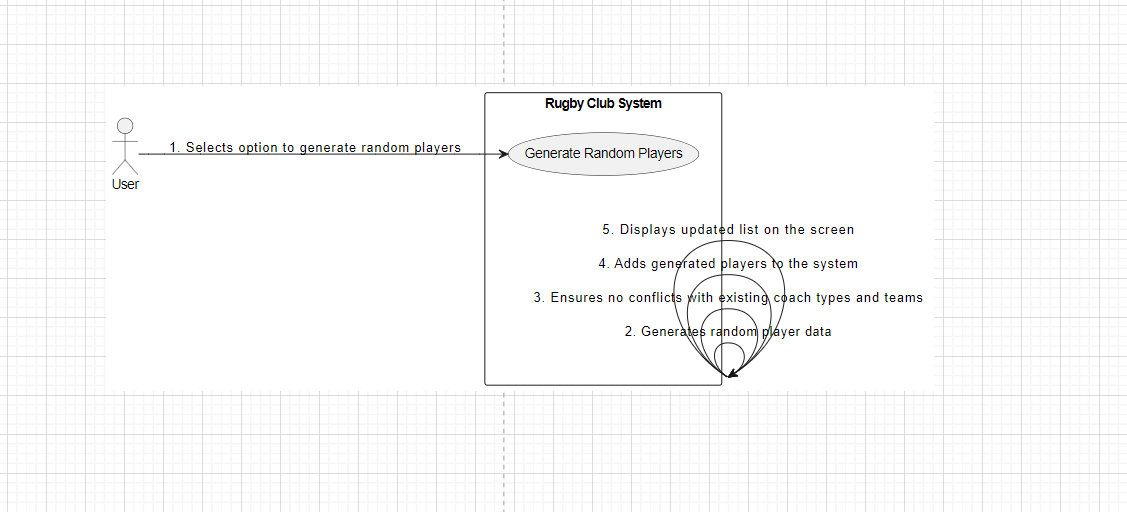 Rugby Club System
1. Selects option to generate random players
Generate Random Players
User
5. Displays updated list on the screen
4. Adds generated players to the system
3. Ensures no conflicts with existing coach types and teams
2. Generates random player data